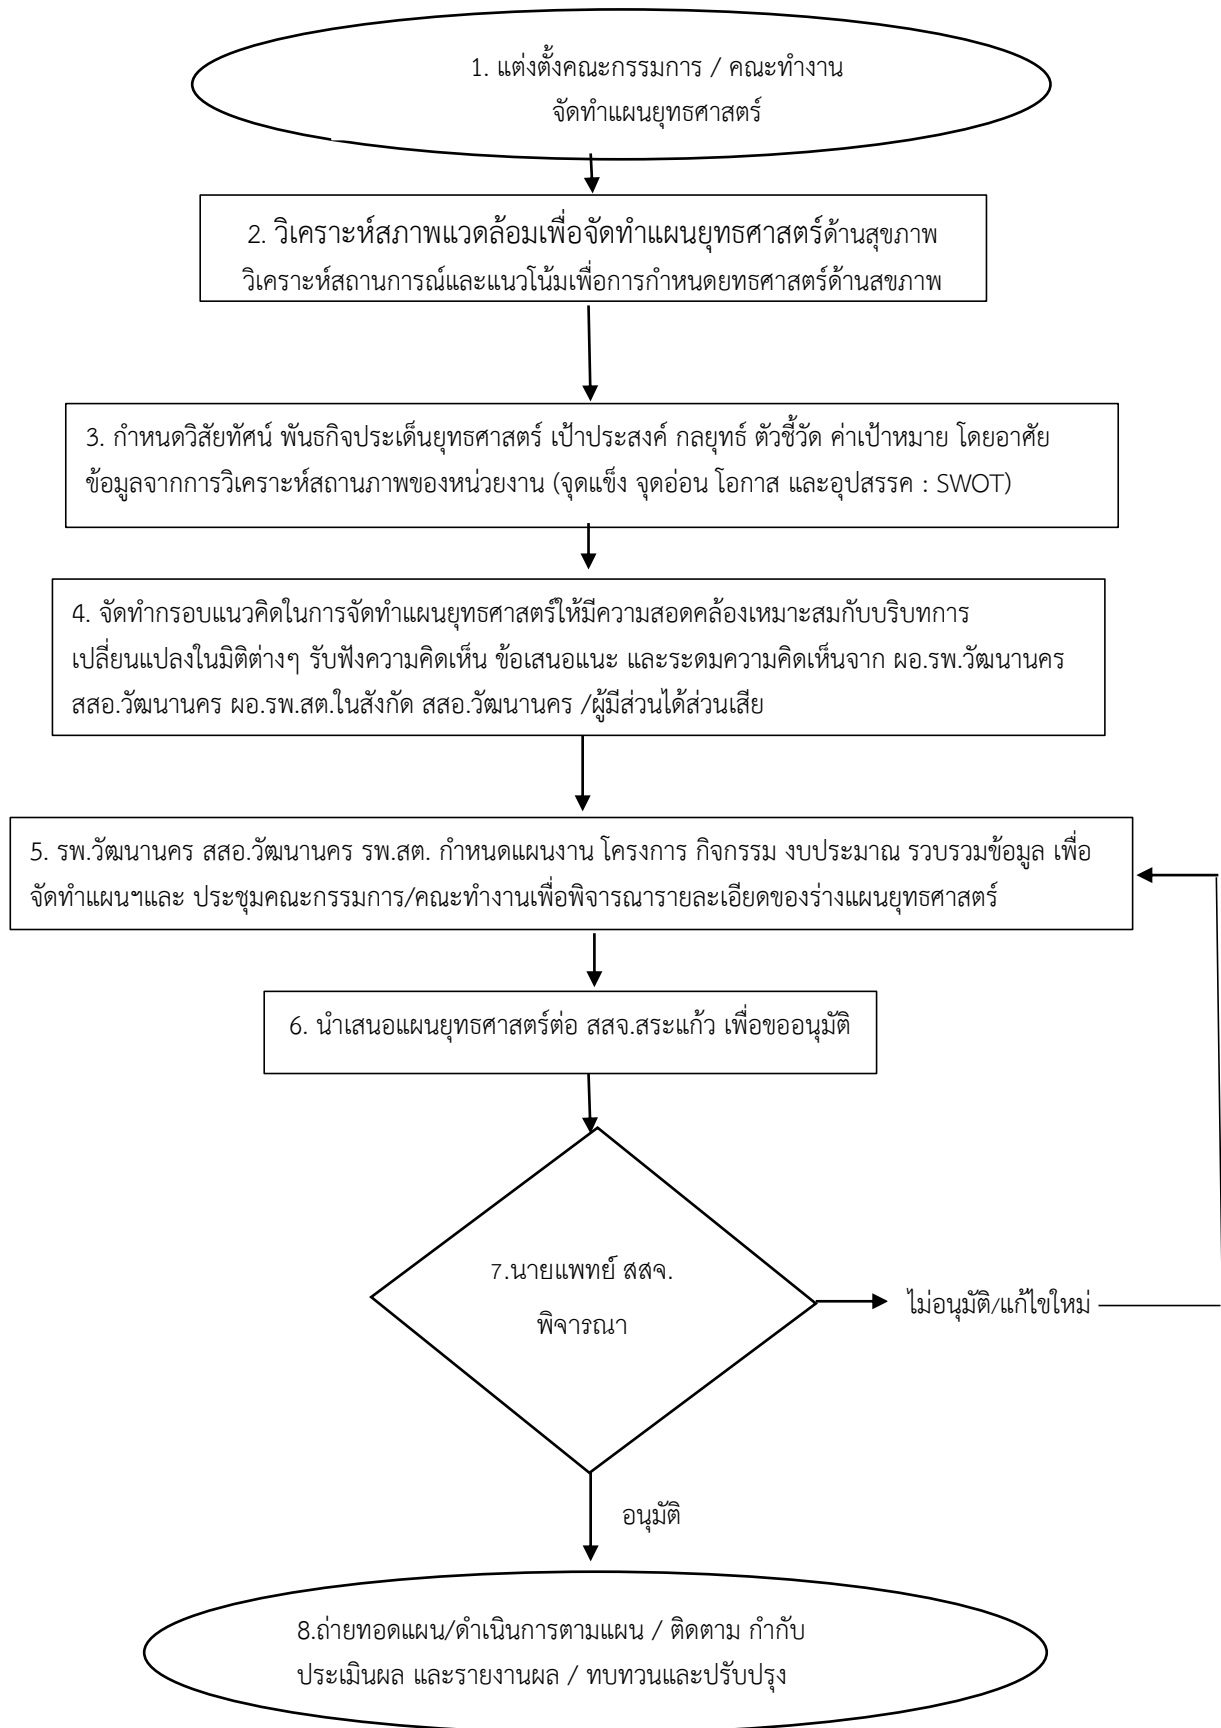 1. แต่งตั้งคณะกรรมการ / คณะทำงาน
จัดทำแผนยุทธศาสตร์
2. วิเคราะห์สภาพแวดล้อมเพื่อจัดทำแผนยุทธศาสตร์ด้านสุขภาพ
วิเคราะห์สถานการณ์และแนวโน้มเพื่อการกำหนดยทธศาสตร์ด้านสขภาพ
3. กำหนดวิสัยทัศน์ พันธกิจประเด็นยุทธศาสตร์ เป้าประสงค์ กลยุทธ์ ตัวชี้วัด ค่าเป้าหมาย โดยอาศัย
ข้อมูลจากการวิเคราะห์สถานภาพของหน่วยงาน (จุดแข็ง จุดอ่อน โอกาส และอุปสรรค : SWOT)
4. จัดทำกรอบแนวคิดในการจัดทำแผนยุทธศาสตร์ให้มีความสอดคล้องเหมาะสมกับบริบทการ
เปลี่ยนแปลงในมิติต่างๆ รับฟังความคิดเห็น ข้อเสนอแนะ และระดมความคิดเห็นจาก ผอ.รพ.วัฒนานคร
สสอ.วัฒนานคร ผอ.รพ.สต.ในสังกัด สสอ.วัฒนานคร /ผู้มีส่วนได้ส่วนเสีย
5. รพ.วัฒนานคร สสอ.วัฒนานคร รพ.สต. กำหนดแผนงาน โครงการ กิจกรรม งบประมาณ รวบรวมข้อมูล เพื่อ
จัดทำแผนฯและ ประชุมคณะกรรมการ/คณะทำงานเพื่อพิจารณารายละเอียดของร่างแผนยุทธศาสตร์
6. นำเสนอแผนยุทธศาสตร์ต่อ สสจ.สระแก้ว เพื่อขออนุมัติ
7.นายแพทย์ สสจ.
พิจารณา
ไม่อนุมัติ/แก้ไขใหม่
อนุมัติ
8.ถ่ายทอดแผน/ดำเนินการตามแผน / ติดตาม กำกับ
ประเมินผล และรายงานผล / ทบทวนและปรับปรุง